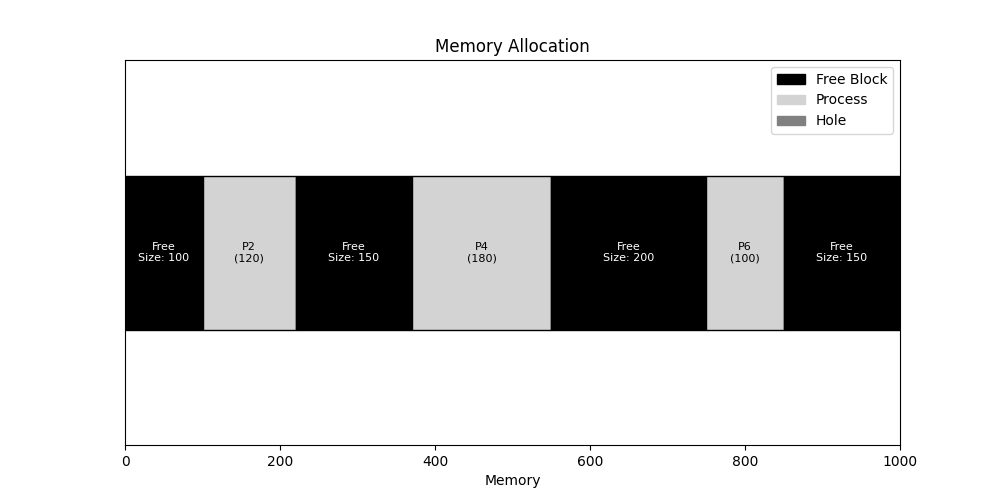 Memory Allocation
Free Block
Process
Hole
Free
Size: 100
P2
(120)
Free
Size: 150
P4
(180)
Free
Size: 200
P6
(100)
Free
Size: 150
0
200
400
600
800
1000
Memory